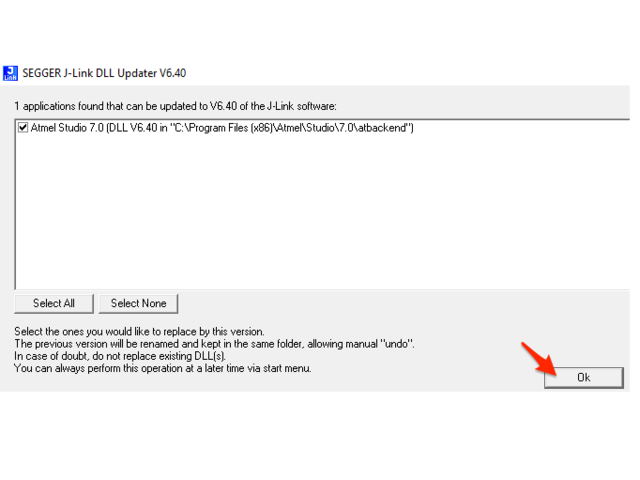 J
Link
SEGGER J-Link DLL Updater V6.40
1 applications found that can be updated to V6.40 of the J-Link software:
Atmel Studio 7.0 (DLL V6.40 in "C:\Program Files (x86)\Atmel\Studio\7.0\atbackend")
Select All
Select None
Select the ones you would like to replace by this version.
The previous version will be renamed and kept in the same folder, allowing manual "undo".
In case of doubt, do not replace existing DLL(s).
You can always perform this operation at a later time via start menu.
Ok